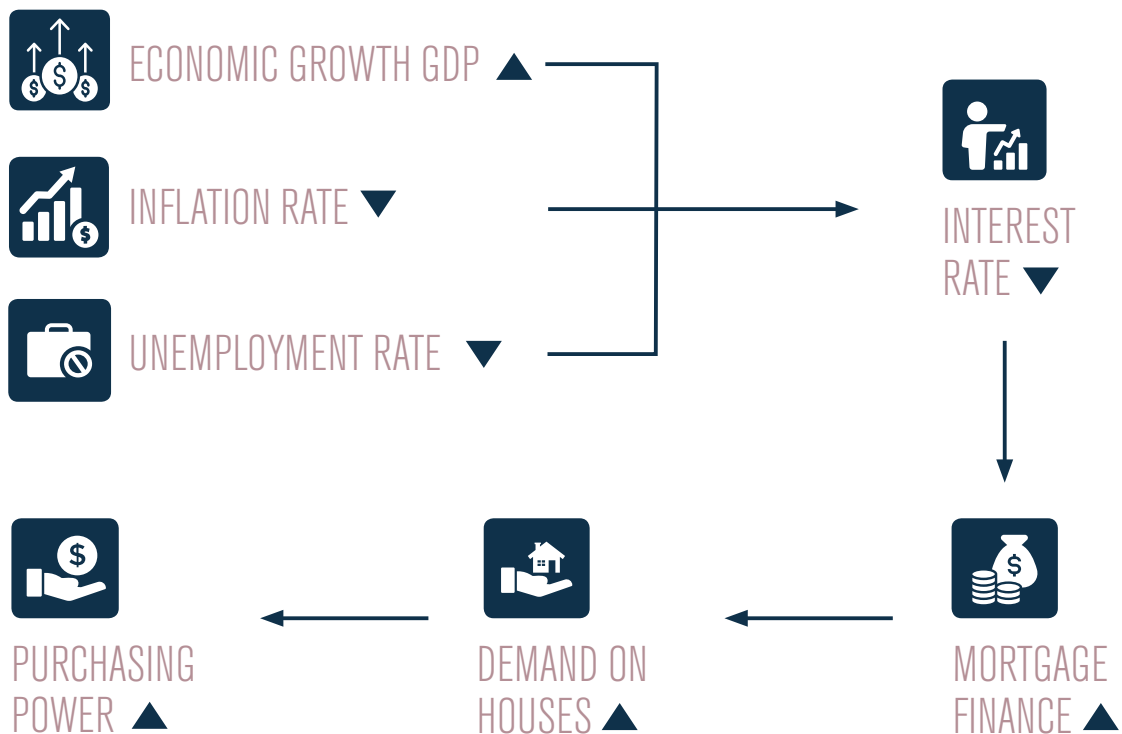 ECONOMIC GROWTH GDP
INFLATION RATE
UNEMPLOYMENT RATE
INTEREST
RATE
MORTGAGE
FINANCE
DEMAND ON
HOUSES
PURCHASING
POWER